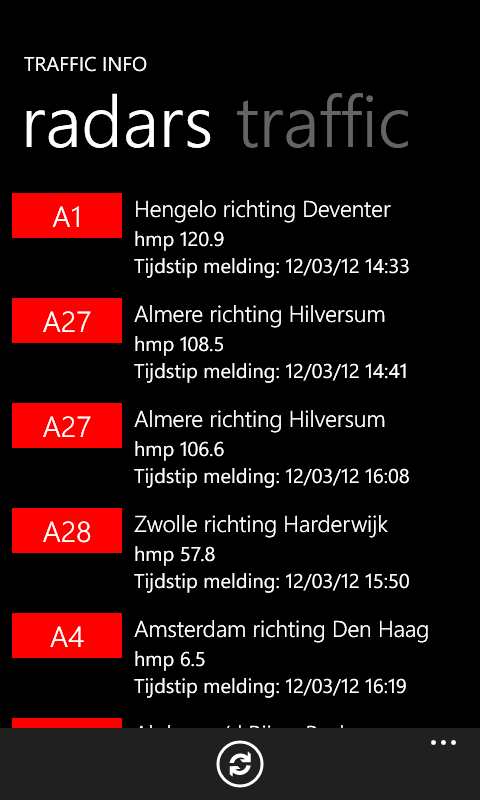 TRAFFIC INFO
radars traffic
A1
Hengelo richting Deventer
hmp 120.9
Tijdstip melding: 12/03/12 14:33
A27
Almere richting Hilversum
hmp 108.5
Tijdstip melding: 12/03/12 14:41
A27
Almere richting Hilversum
hmp 106.6
Tijdstip melding: 12/03/12 16:08
A28
Zwolle richting Harderwijk
hmp 57.8
Tijdstip melding: 12/03/12 15:50
A4
Amsterdam richting Den Haag
hmp 6.5
Tijdstip melding: 12/03/12 16:19